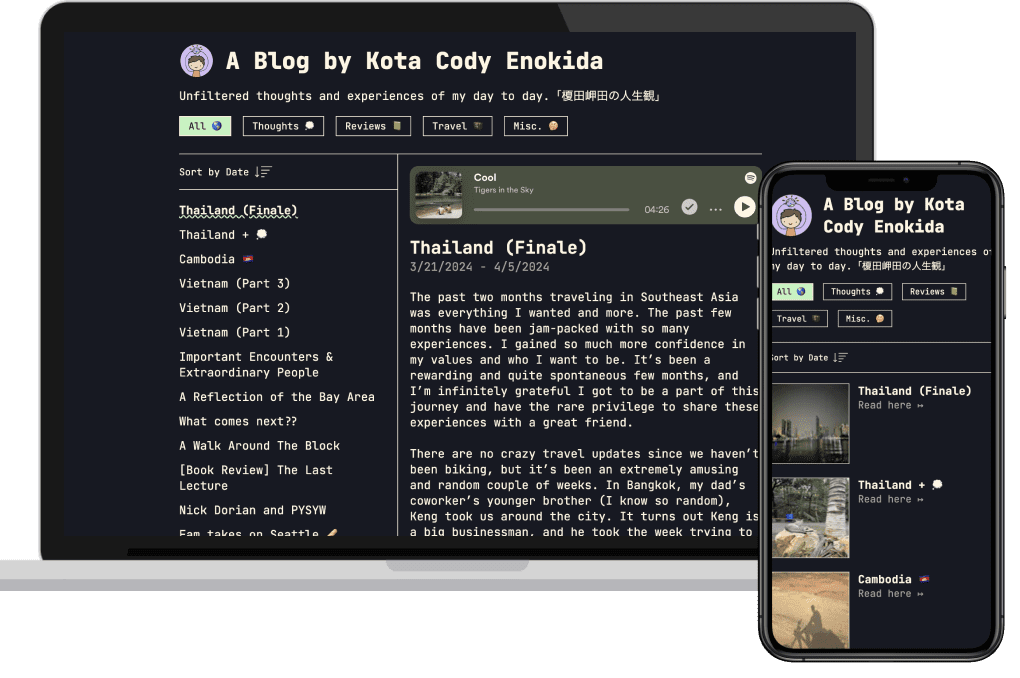 A Blog by Kota Cody Enokida
Unfiltered thoughts and experiences of my day to day.「榎田岬田の人生観」
All
Thoughts
Reviews
Travel
Misc.
Sort by Date
Thailand (Finale)
Thailand +
Cambodia
Vietnam (Part 3)
Vietnam (Part 2)
Vietnam (Part 1)
Important Encounters &
Extraordinary People
A Reflection of the Bay Area
What comes next??
A Walk Around The Block
[Book Review] The Last
Lecture
Nick Dorian and PYSYW
Fam takes on Seattle
Cool
Tigers in the Sky
04:26
Thailand (Finale)
3/21/2024 - 4/5/2024
The past two months traveling in Southeast Asia
was everything I wanted and more. The past few
months have been jam-packed with so many
experiences. I gained so much more confidence in
my values and who I want to be. It's been a
rewarding and quite spontaneous few months, and
I'm infinitely grateful I got to be a part of this
journey and have the rare privilege to share these
experiences with a great friend.
There are no crazy travel updates since we haven't
been biking, but it's been an extremely amusing
and random couple of weeks. In Bangkok, my dad's
coworker's younger brother (I know so random),
Keng took us around the city. It turns out Keng is
a big businessman, and he took the week trying to
A Blog by Kota
Cody Enokida
Unfiltered thoughts and experiences of
my day to day.「榎田岬田の人生観」
All
Thoughts
Reviews
Travel
Misc.
Sort by Date
Thailand (Finale)
Read here ↦
Thailand +
Read here ↦
Cambodia
Read here ↦